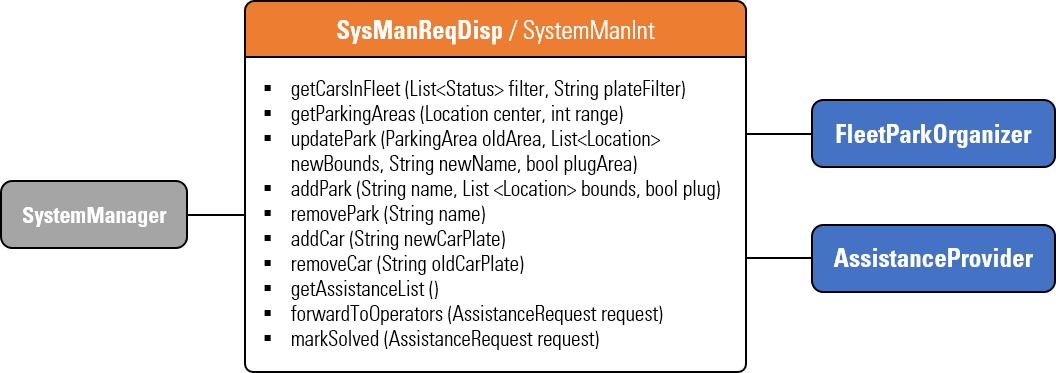 SysManReqDisp / SystemManInt
▪ getCarsInFleet (List<Status> filter, String plateFilter)
▪ getParkingAreas (Location center, int range)
▪ updatePark (ParkingArea oldArea, List<Location>
newBounds, String newName, bool plugArea)
▪ addPark (String name, List <Location> bounds, bool plug)
▪ removePark (String name)
▪ addCar (String newCarPlate)
▪ removeCar (String oldCarPlate)
▪ getAssistanceList ()
▪ forwardToOperators (AssistanceRequest request)
▪ markSolved (AssistanceRequest request)
SystemManager
FleetParkOrganizer
AssistanceProvider